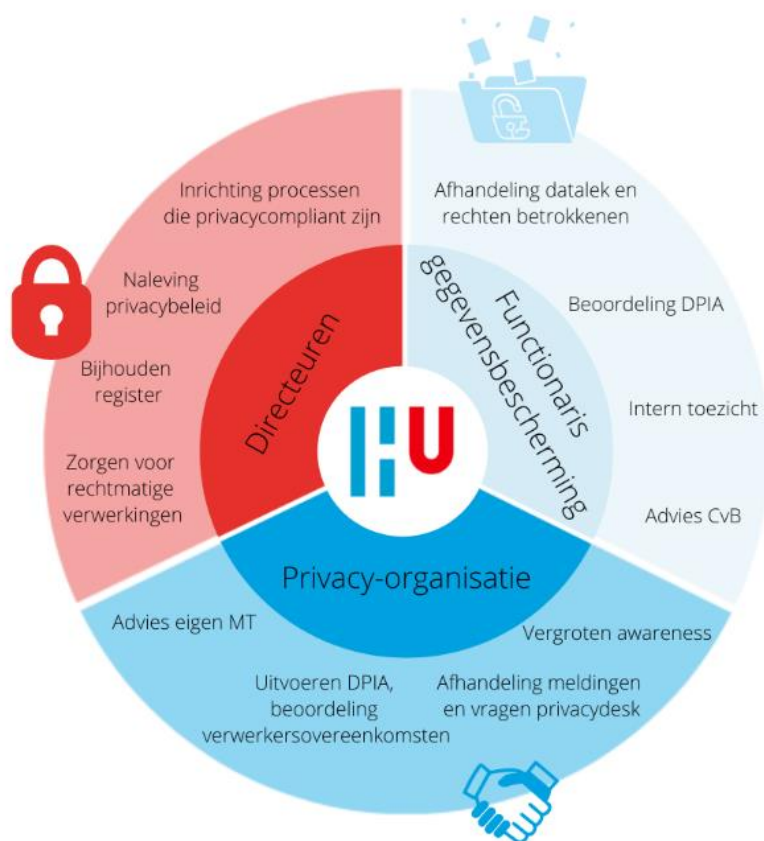 Inrichting processen
die privacycompliant zijn
Naleving
privacybeleid
Bijhouden
register
Zorgen voor
rechtmatige
verwerkingen
Directeuren
Afhandeling datalek en
rechten betrokkenen
Beoordeling DPIA
Intern toezicht
Advies CvB
Functionaris
gegevensbescherming
HU
Privacy-organisatie
Advies eigen MT
Uitvoeren DPIA,
beoordeling
verwerkersovereenkomsten
Afhandeling meldingen
en vragen privacydesk
Vergroten awareness